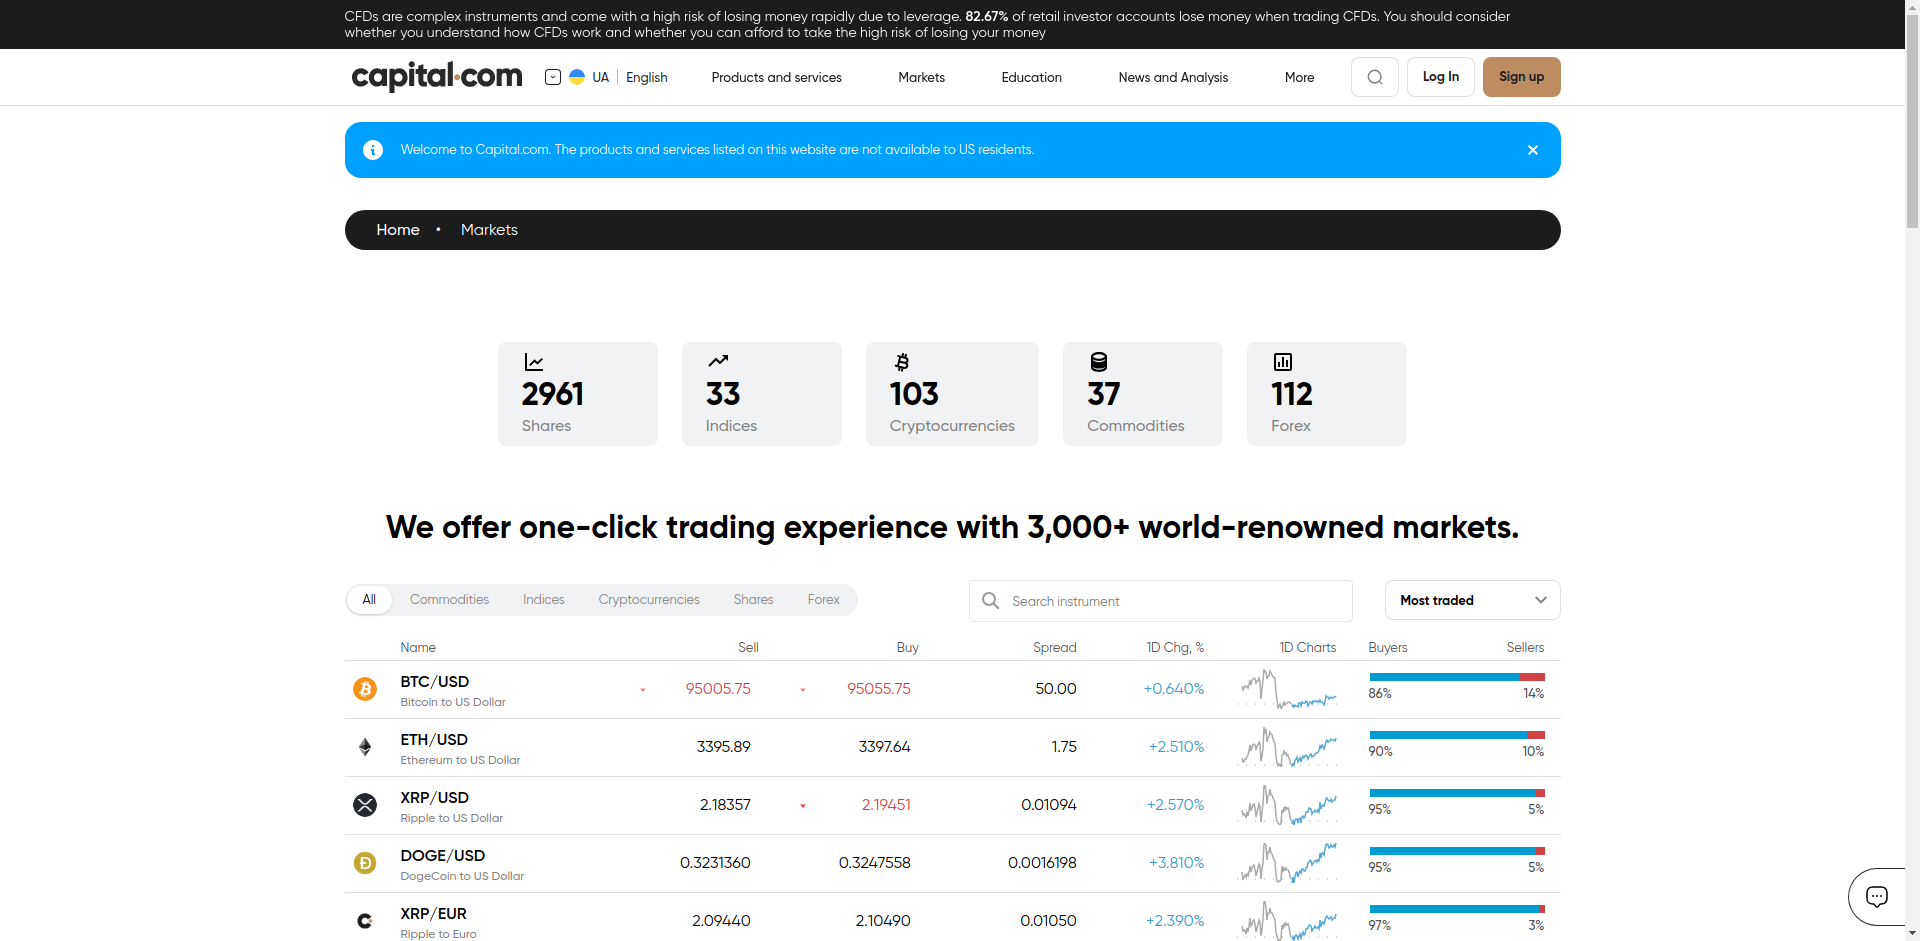 CFDs are complex instruments and come with a high risk of losing money rapidly due to leverage. 82.67% of retail investor accounts lose money when trading CFDs. You should consider
whether you understand how CFDs work and whether you can afford to take the high risk of losing your money
capital.com UA English Products and services Markets Education News and Analysis More Log In Sign up
Welcome to Capital.com. The products and services listed on this website are not available to US residents.
Home • Markets
2961 33 103 37 112
Shares Indices Cryptocurrencies Commodities Forex
We offer one-click trading experience with 3,000+ world-renowned markets.
All Commodities Indices Cryptocurrencies Shares Forex Search instrument Most traded
Name Sell Buy Spread 1D Chg, % 1D Charts Buyers Sellers
BTC/USD 95005.75 95055.75 50.00 +0.640% 86% 14%
Bitcoin to US Dollar
ETH/USD 3395.89 3397.64 1.75 +2.510% 90% 10%
Ethereum to US Dollar
XRP/USD 2.18357 2.19451 0.01094 +2.570% 95% 5%
Ripple to US Dollar
DOGE/USD 0.3231360 0.3247558 0.0016198 +3.810% 95% 5%
DogeCoin to US Dollar
XRP/EUR 2.09440 2.10490 0.01050 +2.390% 97% 3%
Ripple to Euro